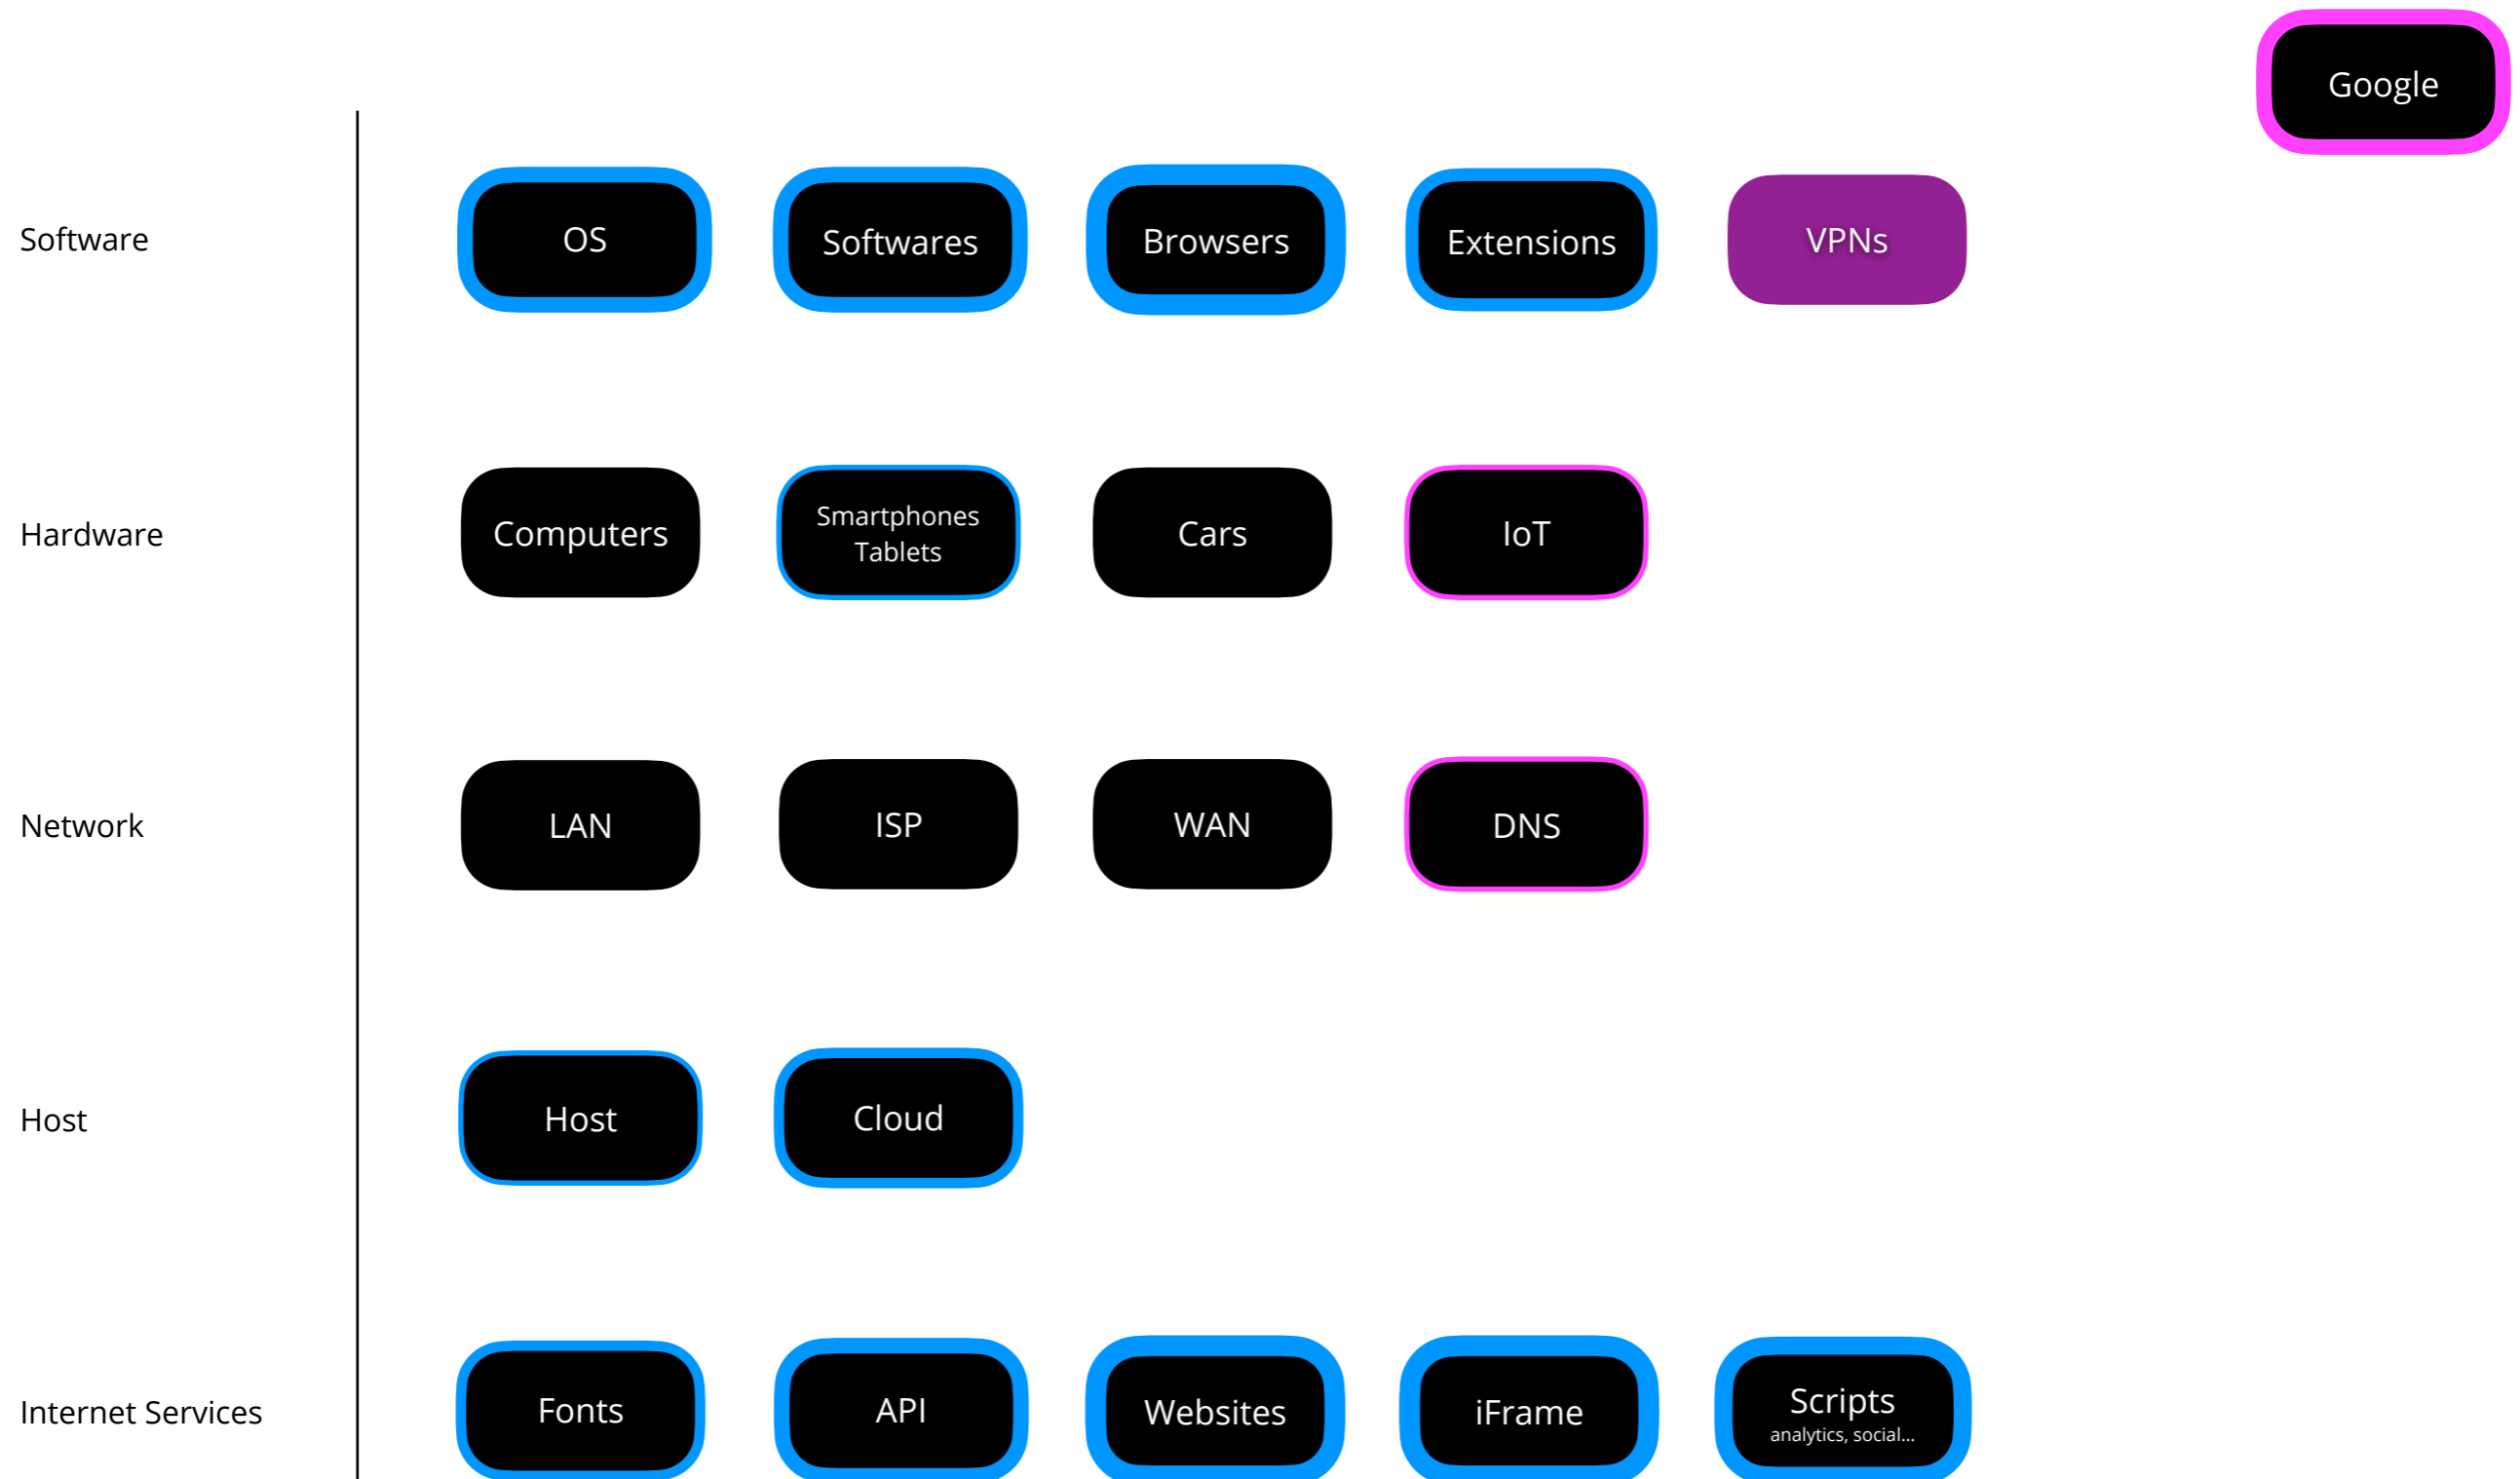 Google
Software
OS
Softwares
Browsers
Extensions
VPNs
Hardware
Computers
Smartphones
Tablets
Cars
IoT
Network
LAN
ISP
WAN
DNS
Host
Host
Cloud
Internet Services
Fonts
API
Websites
iFrame
Scripts
analytics, social...